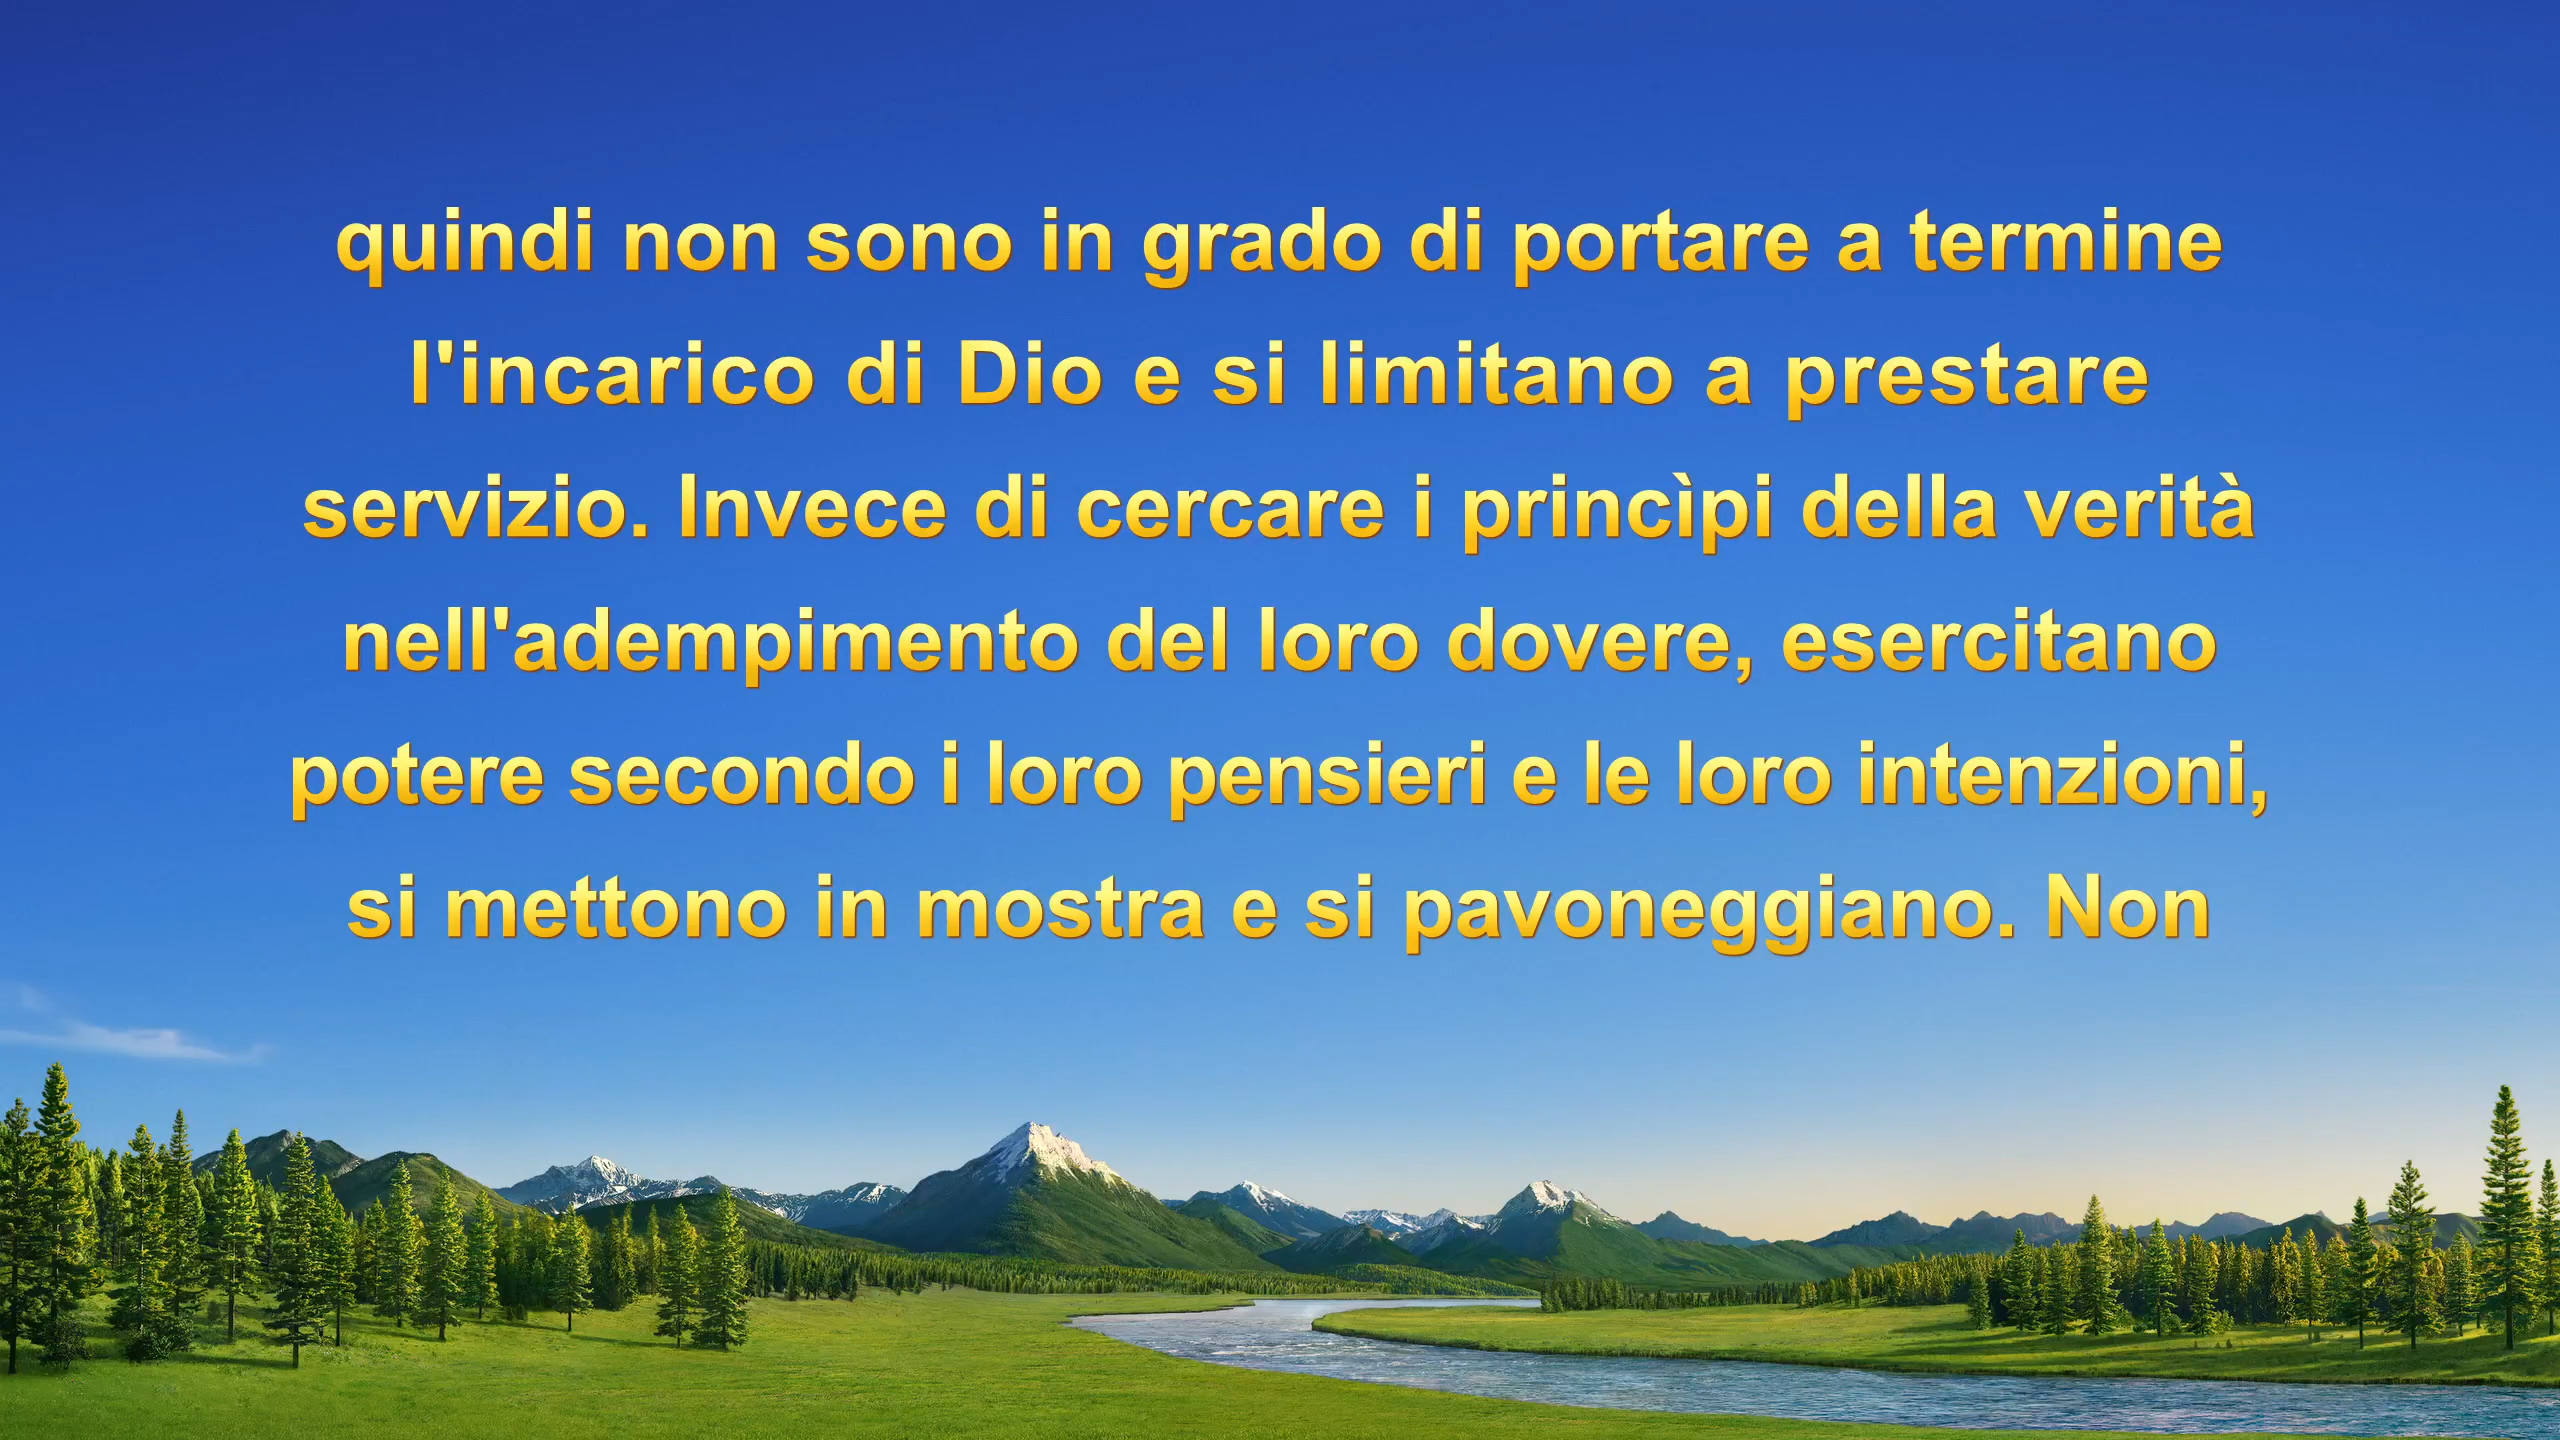 quindi non sono in grado di portare a termine
l'incarico di Dio e si limitano a prestare
servizio. Invece di cercare i princìpi della verità
nell'adempimento del loro dovere, esercitano
potere secondo i loro pensieri e le loro intenzioni,
si mettono in mostra e si pavoneggiano. Non